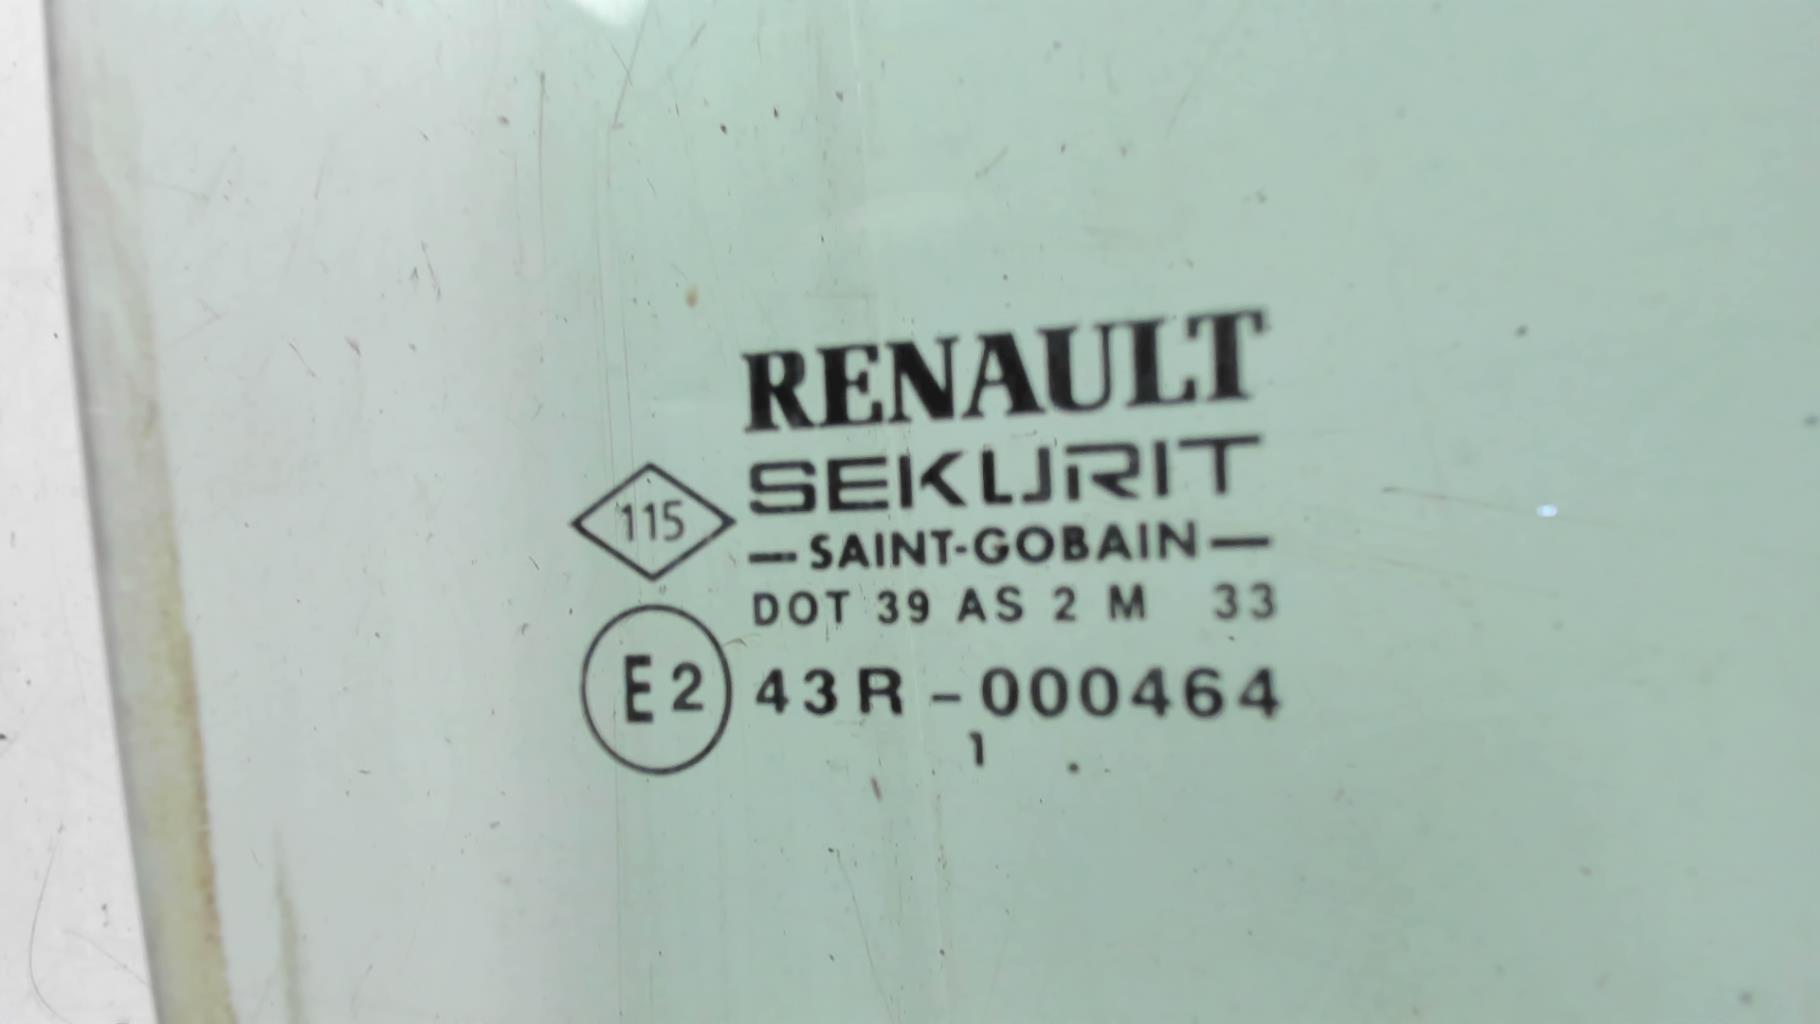 RENAULT
SEKURIT
115
—SAINT-GOBAIN—
DOT 39 AS 2 M 33
E2 43R-000464
1 .